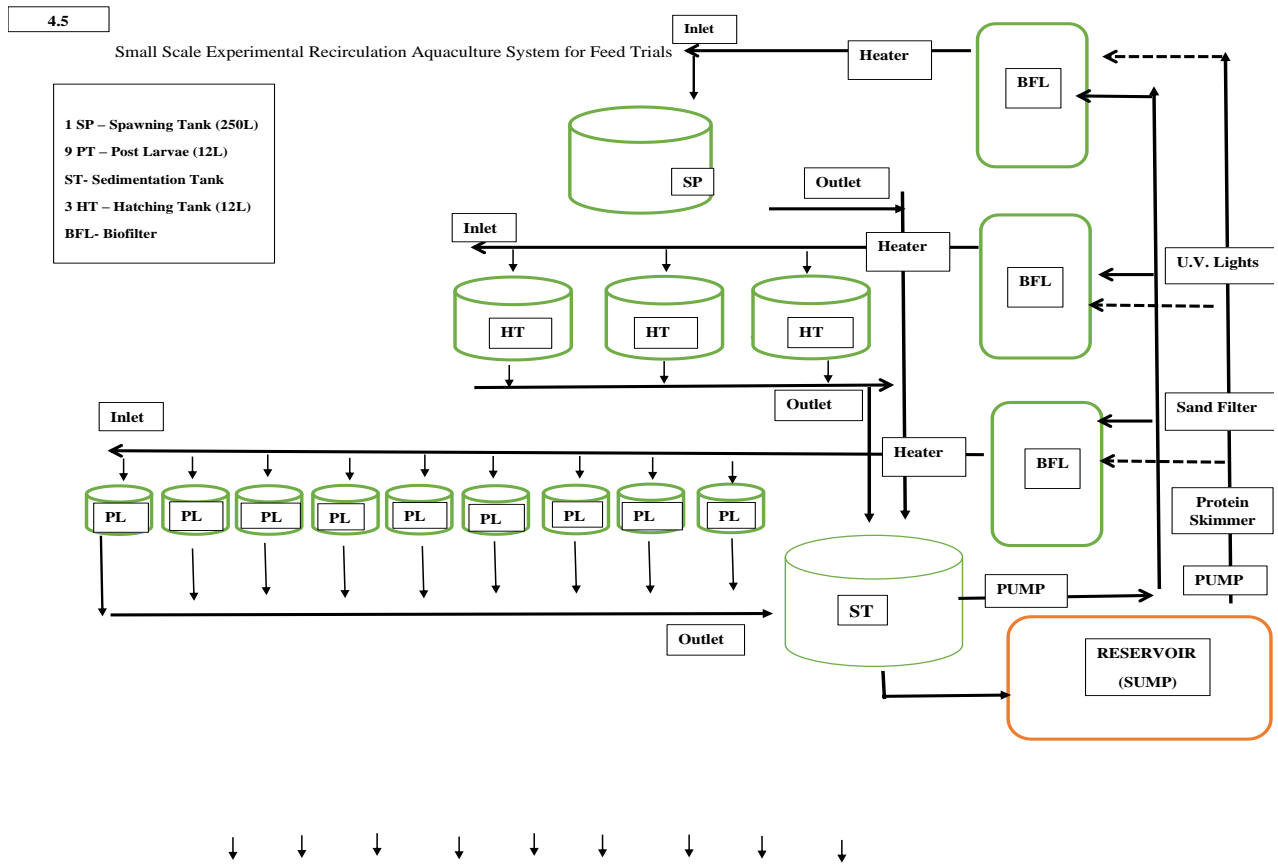 4.5
Small Scale Experimental Recirculation Aquaculture System for Feed Trials
Inlet
Heater
BFL
1 SP – Spawning Tank (250L)
9 PT – Post Larvae (12L)
ST- Sedimentation Tank
3 HT – Hatching Tank (12L)
BFL- Biofilter
SP
Outlet
Inlet
Heater
U.V. Lights
BFL
HT
HT
HT
Outlet
Sand Filter
Inlet
Heater
BFL
PL
PL
PL
PL
PL
PL
PL
PL
PL
Protein
Skimmer
PUMP
PUMP
ST
Outlet
RESERVOIR
(SUMP)